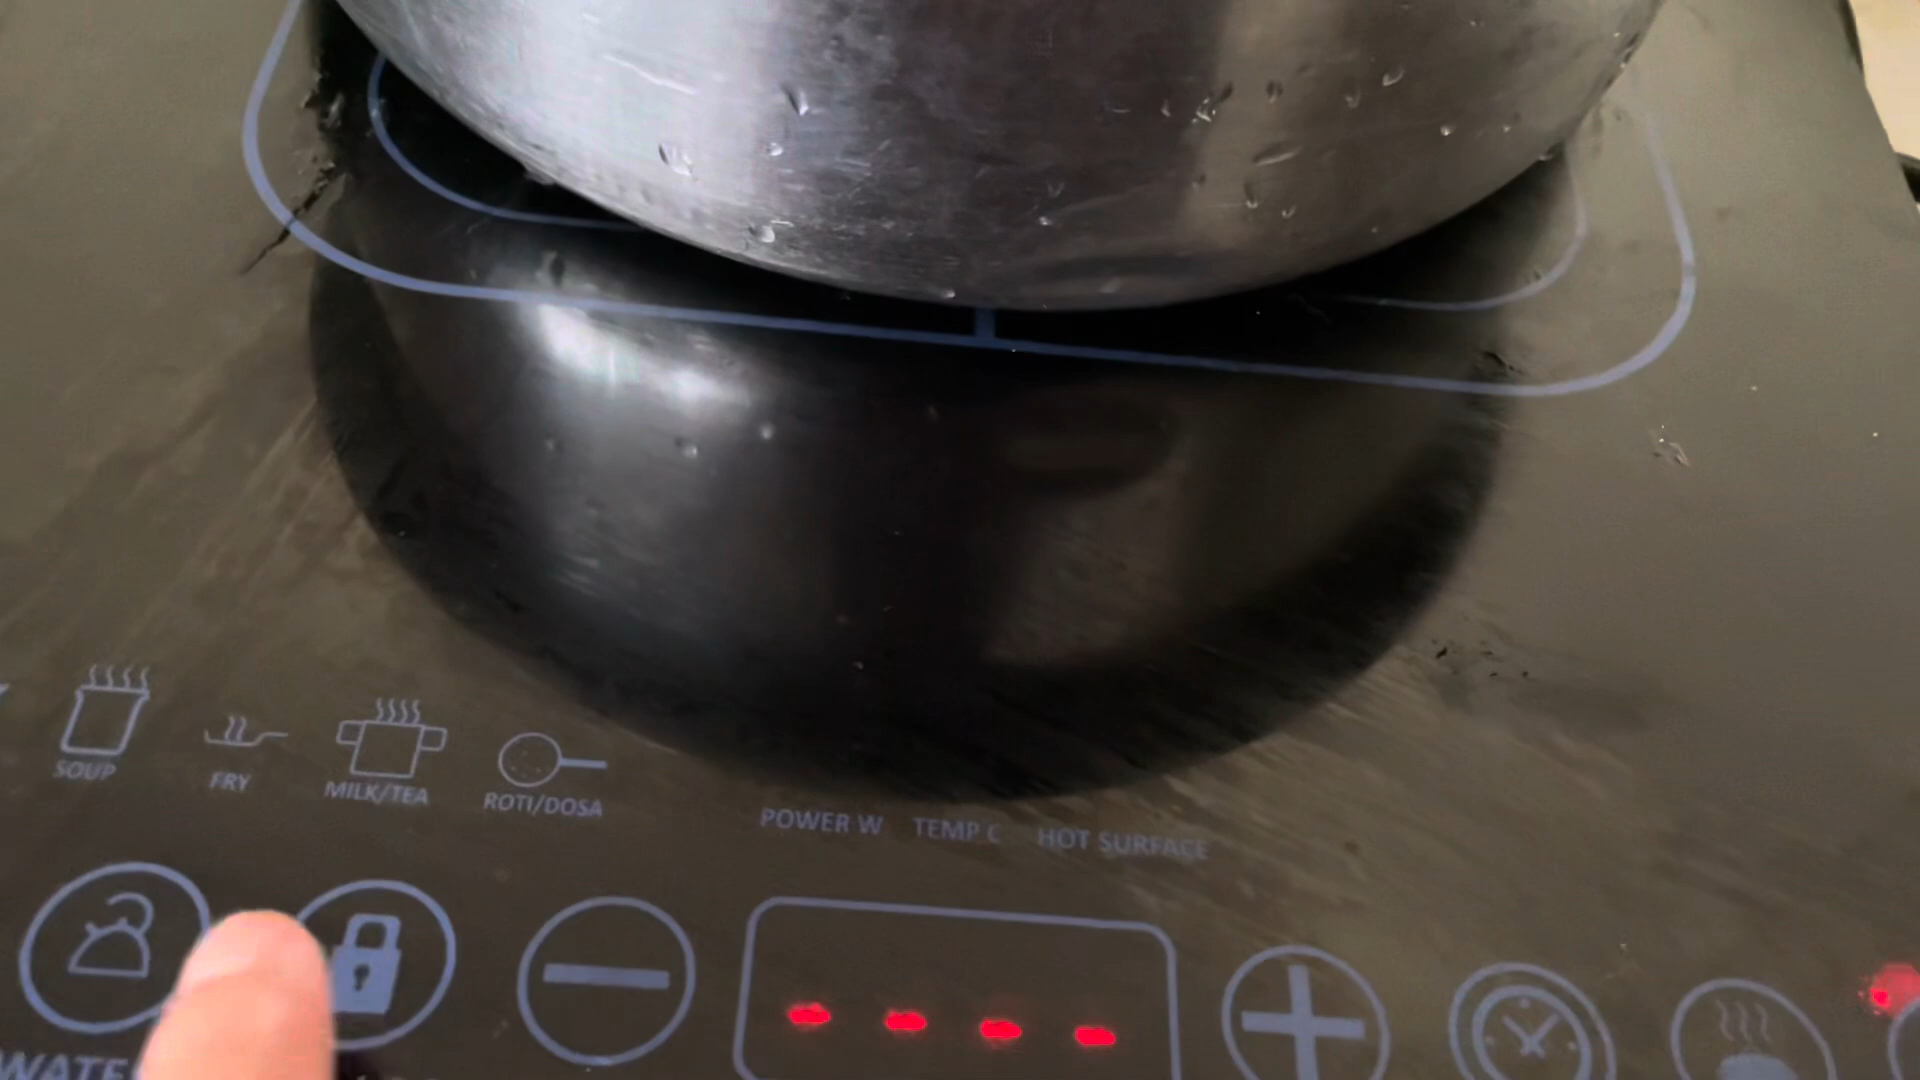 SOUP
FRY
MILK/TEA
ROTI/DOSA
POWER W TEMP C HOT SURFACE
- - - -